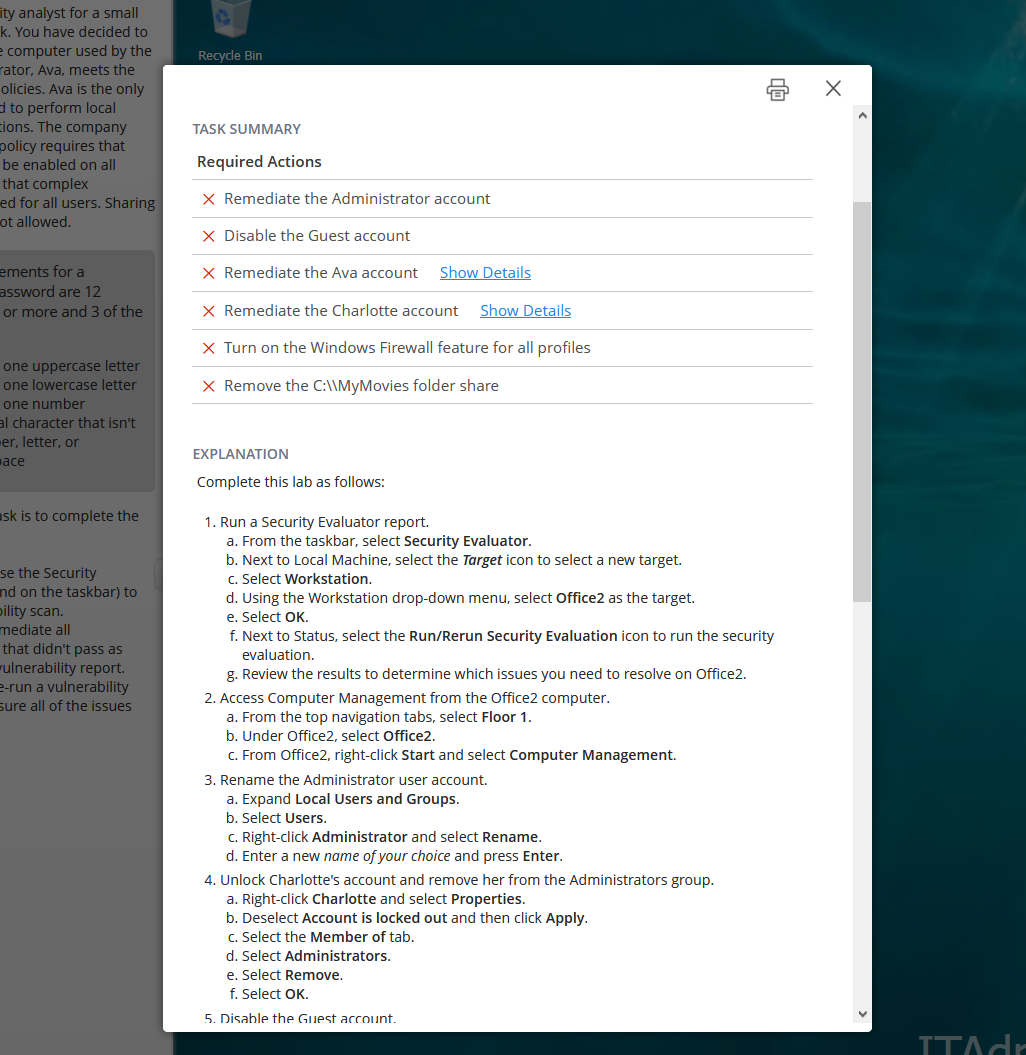 ity analyst for a small
k. You have decided to
e computer used by the
rator, Ava, meets the
olicies. Ava is the only
d to perform local
tions. The company
policy requires that
be enabled on all
that complex
ed for all users. Sharing
ot allowed.
ements for a
assword are 12
or more and 3 of the
one uppercase letter
one lowercase letter
one number
al character that isn't
ber, letter, or
pace
ask is to complete the
se the Security
nd on the taskbar) to
bility scan.
mediate all
that didn't pass as
vulnerability report.
e-run a vulnerability
sure all of the issues
Recycle Bin
TASK SUMMARY
Required Actions
Remediate the Administrator account
Disable the Guest account
Remediate the Ava account Show Details
Remediate the Charlotte account Show Details
Turn on the Windows Firewall feature for all profiles
Remove the C:\\MyMovies folder share
EXPLANATION
Complete this lab as follows:
1. Run a Security Evaluator report.
a. From the taskbar, select Security Evaluator.
b. Next to Local Machine, select the Target icon to select a new target.
c. Select Workstation.
d. Using the Workstation drop-down menu, select Office2 as the target.
e. Select OK.
f. Next to Status, select the Run/Rerun Security Evaluation icon to run the security
evaluation.
g. Review the results to determine which issues you need to resolve on Office2.
2. Access Computer Management from the Office2 computer.
a. From the top navigation tabs, select Floor 1.
b. Under Office2, select Office2.
c. From Office2, right-click Start and select Computer Management.
3. Rename the Administrator user account.
a. Expand Local Users and Groups.
b. Select Users.
c. Right-click Administrator and select Rename.
d. Enter a new name of your choice and press Enter.
4. Unlock Charlotte's account and remove her from the Administrators group.
a. Right-click Charlotte and select Properties.
b. Deselect Account is locked out and then click Apply.
c. Select the Member of tab.
d. Select Administrators.
e. Select Remove.
f. Select OK.
5. Disable the Guest account.
ITAd